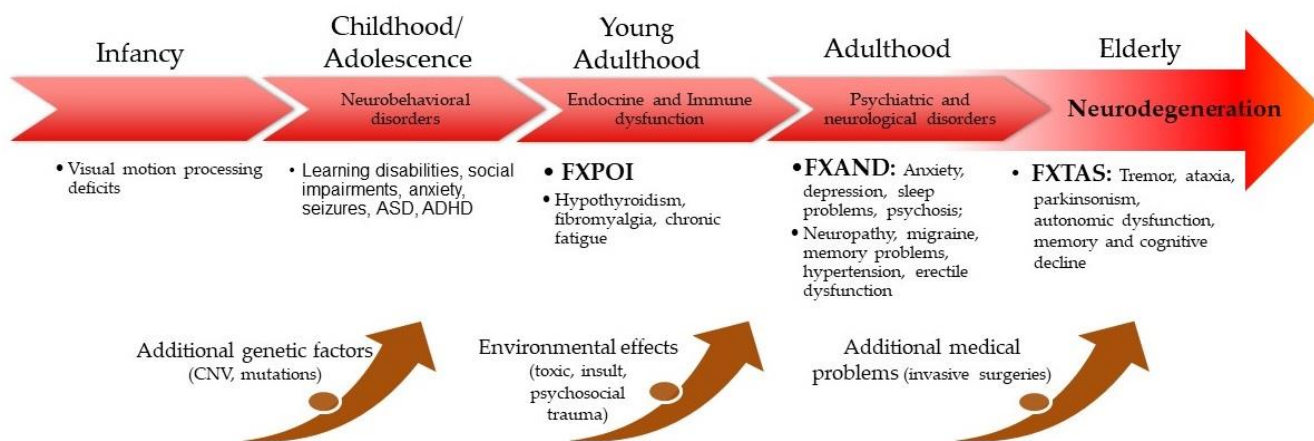 Infancy
Childhood/
Adolescence
Young
Adulthood
Adulthood
Elderly
Neurobehavioral
disorders
Endocrine and Immune
dysfunction
Psychiatric and
neurological disorders
Neurodegeneration
• Visual motion processing
deficits
• Learning disabilities, social
impairments, anxiety,
seizures, ASD, ADHD
• FXPOI
• Hypothyroidism,
fibromyalgia, chronic
fatigue
• FXAND: Anxiety,
depression, sleep
problems, psychosis;
• Neuropathy, migraine,
memory problems,
hypertension, erectile
dysfunction
• FXTAS: Tremor, ataxia,
parkinsonism,
autonomic dysfunction,
memory and cognitive
decline
Additional genetic factors
(CNV, mutations)
Environmental effects
(toxic, insult,
psychosocial
trauma)
Additional medical
problems (invasive surgeries)